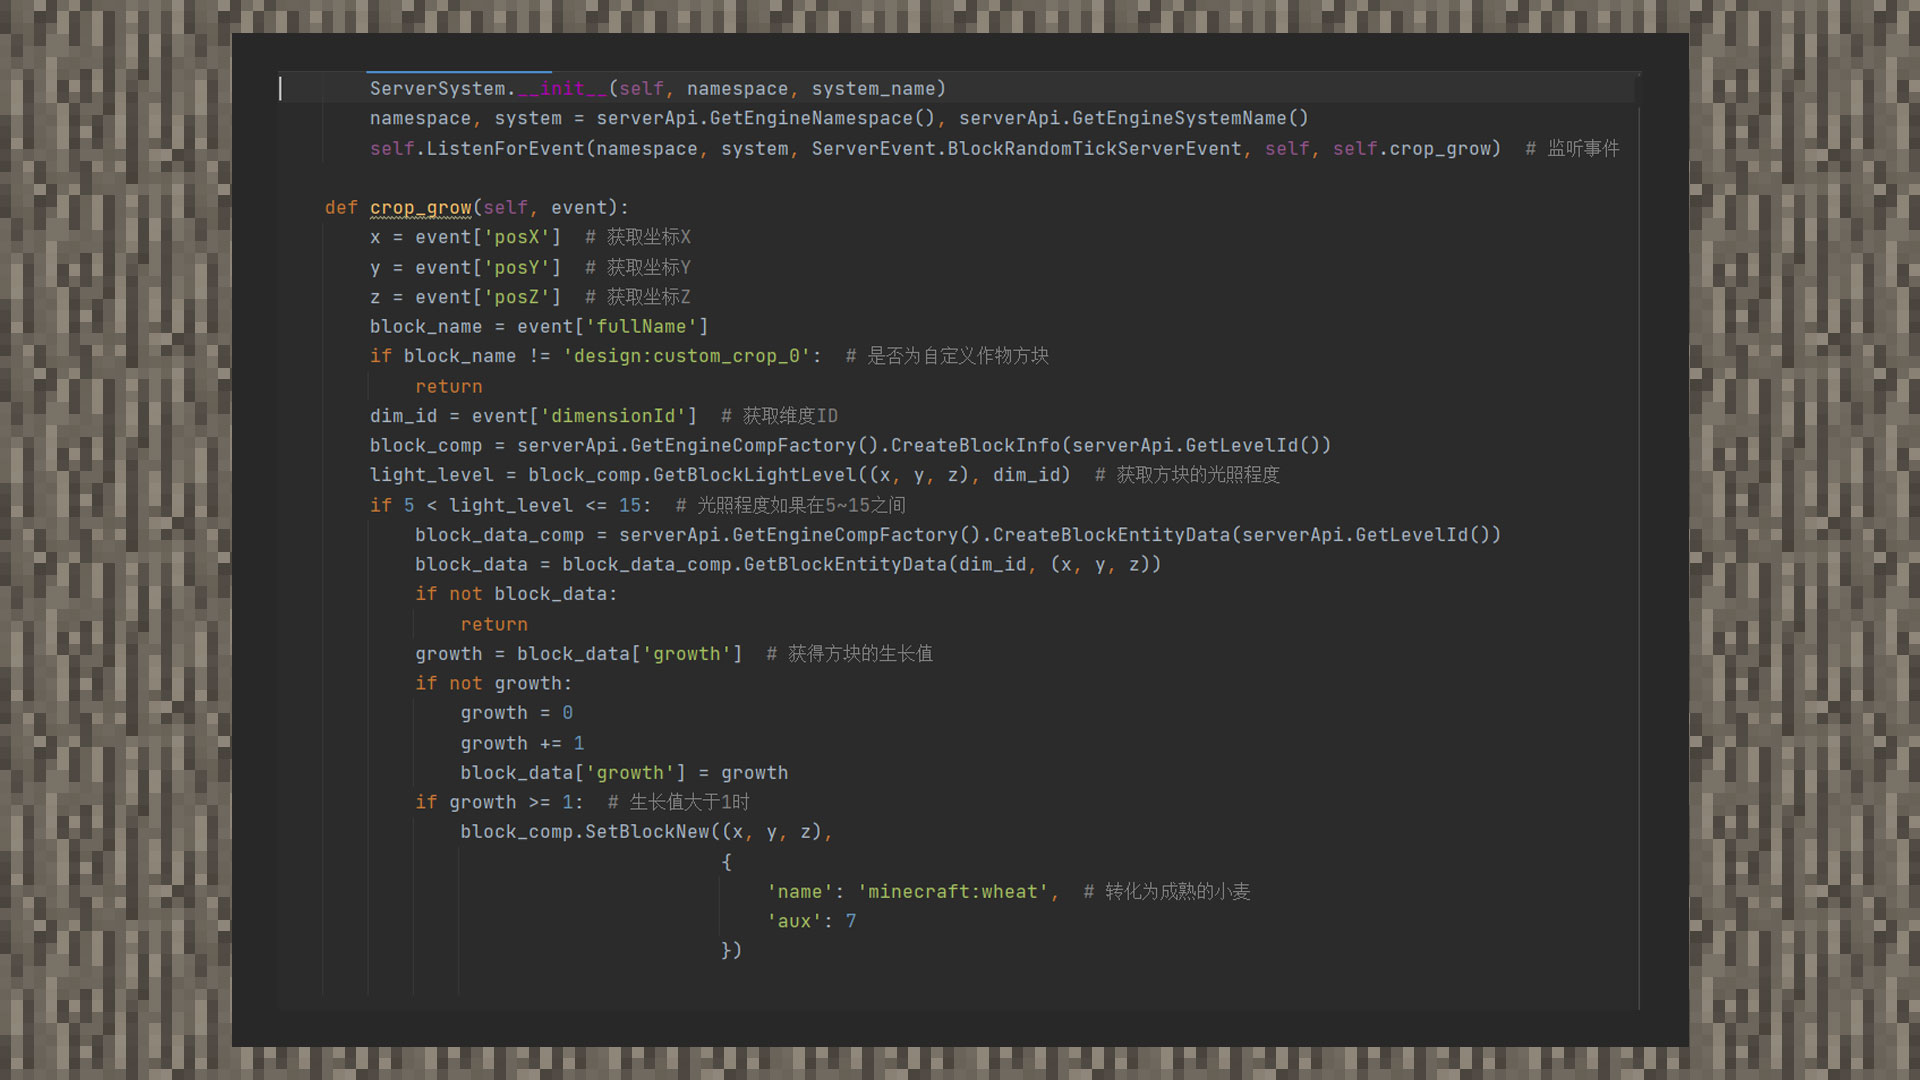 ServerSystem.__init__(self, namespace, system_name)
namespace, system = serverApi.GetEngineNamespace(), serverApi.GetEngineSystemName()
self.ListenForEvent(namespace, system, ServerEvent.BlockRandomTickServerEvent, self, self.crop_grow)  # 监听事件
def crop_grow(self, event):
x = event['posX']  # 获取坐标X
y = event['posY']  # 获取坐标Y
z = event['posZ']  # 获取坐标Z
block_name = event['fullName']
if block_name != 'design:custom_crop_0':  # 是否为自定义作物方块
return
dim_id = event['dimensionId']  # 获取维度ID
block_comp = serverApi.GetEngineCompFactory().CreateBlockInfo(serverApi.GetLevelId())
light_level = block_comp.GetBlockLightLevel((x, y, z), dim_id)  # 获取方块的光照程度
if 5 < light_level <= 15:  # 光照程度如果在5~15之间
block_data_comp = serverApi.GetEngineCompFactory().CreateBlockEntityData(serverApi.GetLevelId())
block_data = block_data_comp.GetBlockEntityData(dim_id, (x, y, z))
if not block_data:
return
growth = block_data['growth']  # 获得方块的生长值
if not growth:
growth = 0
growth += 1
block_data['growth'] = growth
if growth >= 1:  # 生长值大于1时
block_comp.SetBlockNew((x, y, z),
{
'name': 'minecraft:wheat',  # 转化为成熟的小麦
'aux': 7
})